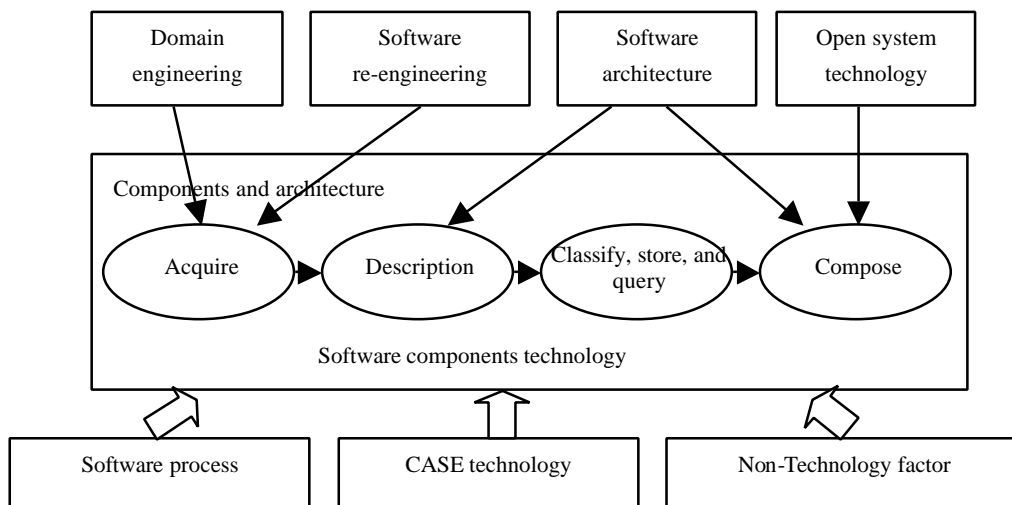 Domain
engineering
Software
re-engineering
Software
architecture
Open system
technology
Components and architecture
Acquire
Description
Classify, store, and
query
Compose
Software components technology
Software process
CASE technology
Non-Technology factor